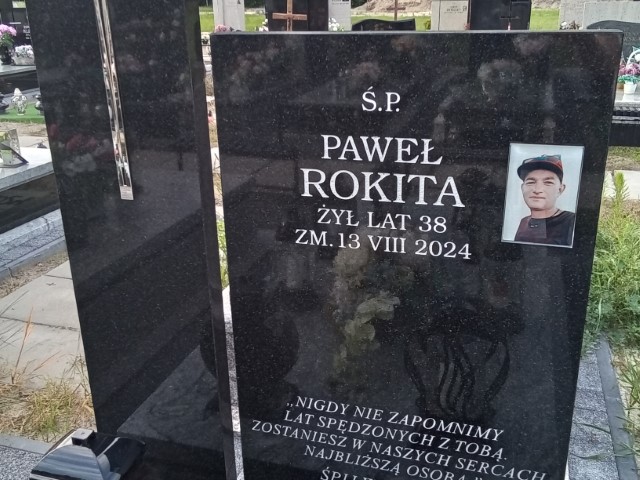 Ś.P.
PAWEŁ
ROKITA
ŻYŁ LAT 38
ZM. 13 VIII 2024
„NIGDY NIE ZAPOMNIMY
LAT SPĘDZONYCH Z TOBĄ.
ZOSTANIESZ W NASZYCH SERCACH
NAJBLIŻSZĄ OSOBĄ."